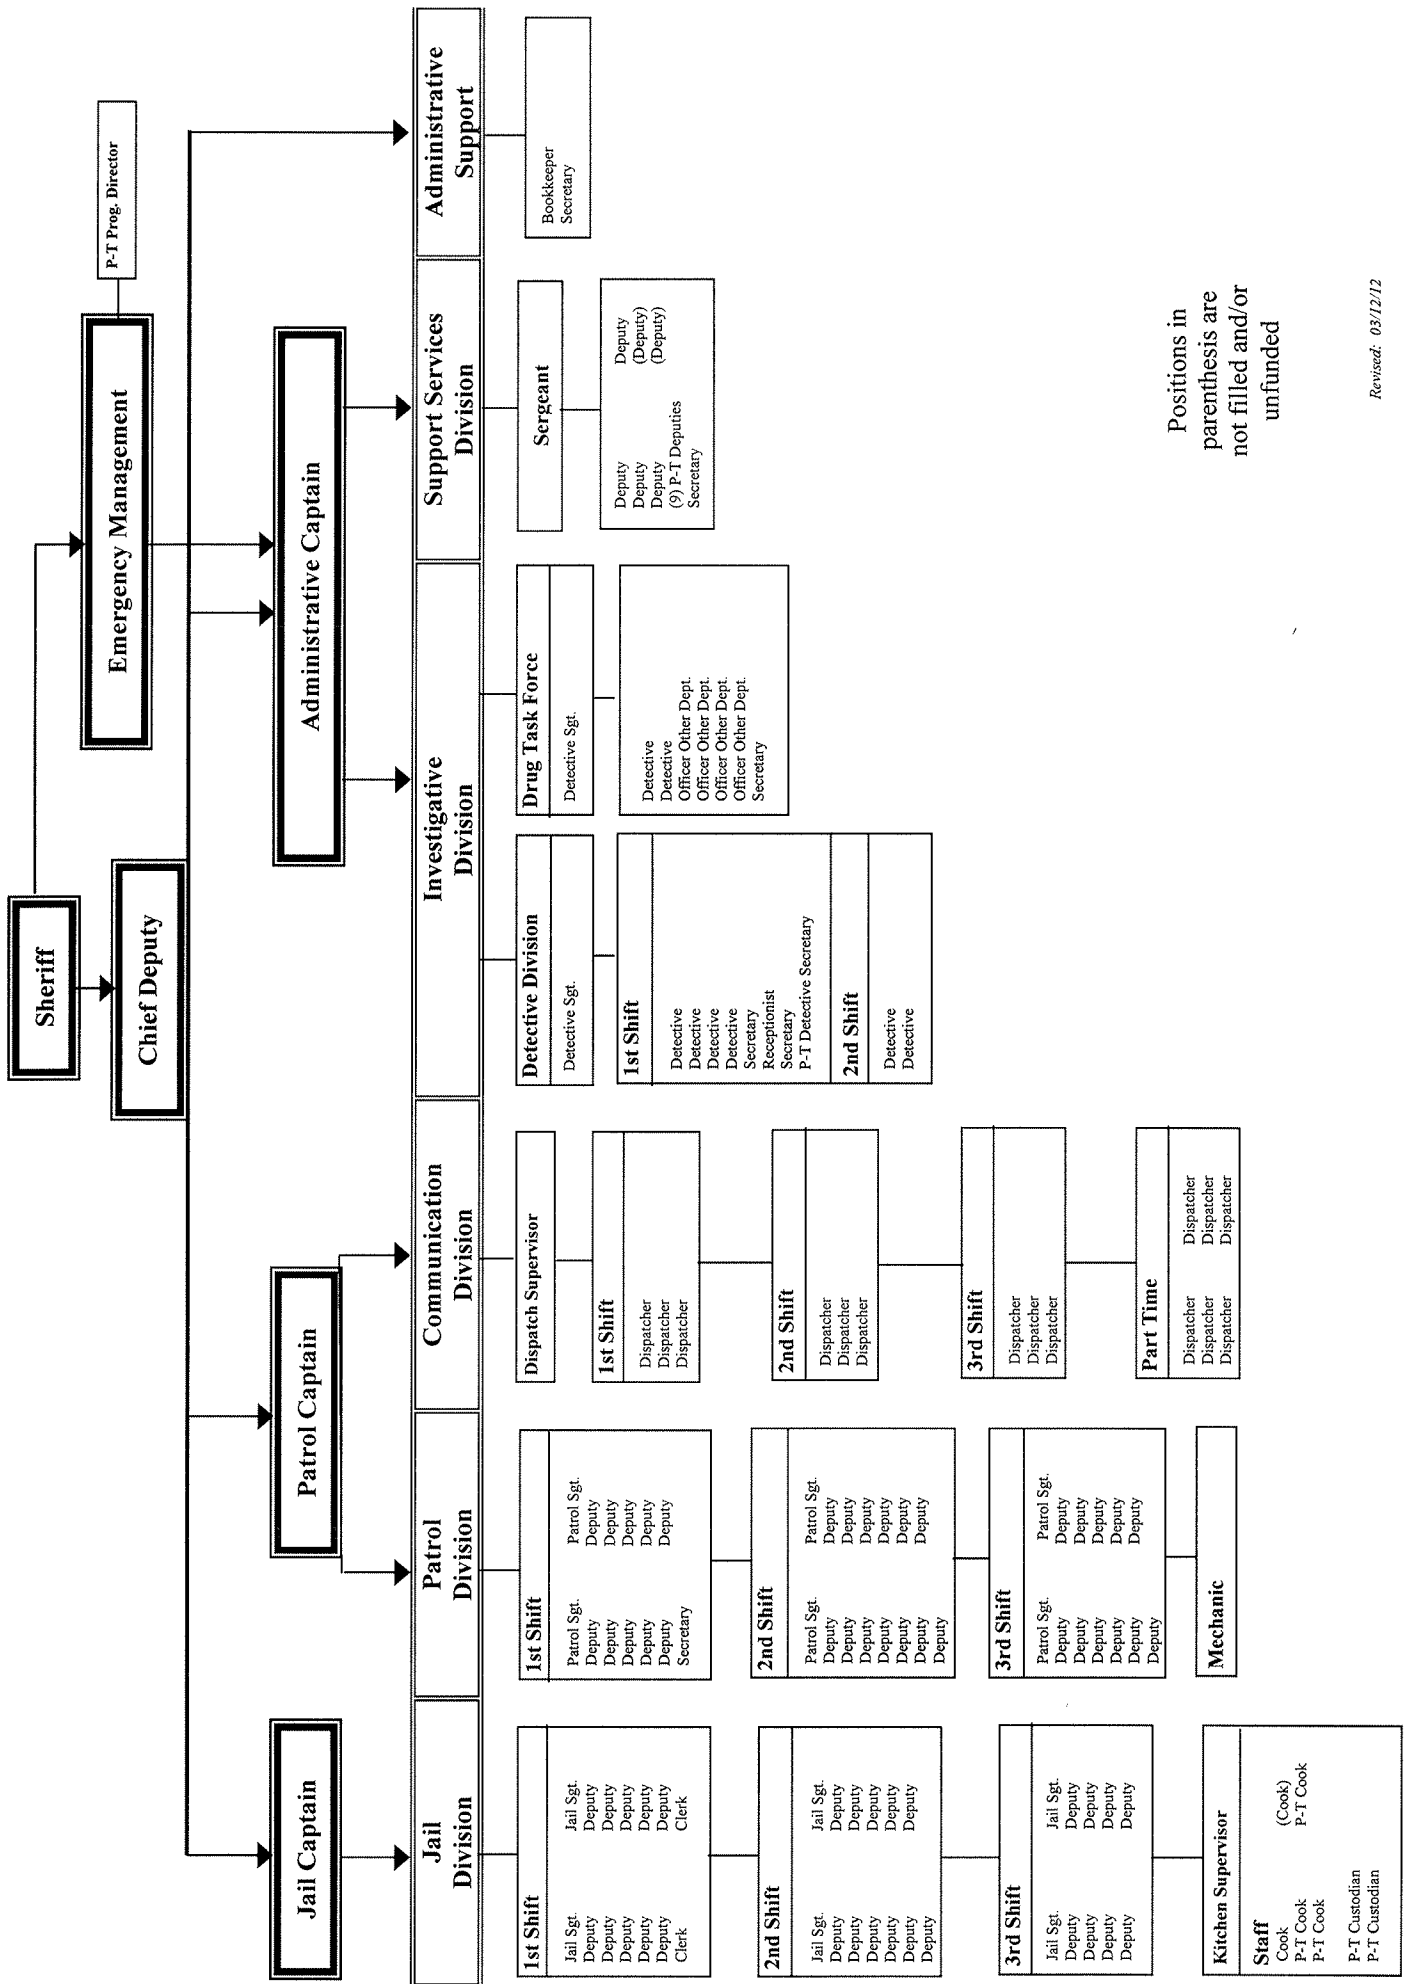 Sheriff
Emergency Management
P-T Prog. Director
Chief Deputy
Jail Captain
Patrol Captain
Administrative Captain
Jail
Division
Patrol
Division
Communication
Division
Investigative
Division
Support Services
Division
Administrative
Support
1st Shift
Jail Sgt. Jail Sgt.
Deputy Deputy
Deputy Deputy
Deputy Deputy
Deputy Deputy
Deputy Deputy
Clerk Clerk
2nd Shift
Jail Sgt. Jail Sgt.
Deputy Deputy
Deputy Deputy
Deputy Deputy
Deputy Deputy
Deputy Deputy
Deputy
3rd Shift
Jail Sgt. Jail Sgt.
Deputy Deputy
Deputy Deputy
Deputy Deputy
Deputy Deputy
Kitchen Supervisor
Staff
Cook (Cook)
P-T Cook P-T Cook
P-T Cook
P-T Custodian
P-T Custodian
1st Shift
Patrol Sgt. Patrol Sgt.
Deputy Deputy
Deputy Deputy
Deputy Deputy
Deputy Deputy
Deputy Deputy
Secretary
2nd Shift
Patrol Sgt. Patrol Sgt.
Deputy Deputy
Deputy Deputy
Deputy Deputy
Deputy Deputy
Deputy Deputy
Deputy Deputy
Deputy
3rd Shift
Patrol Sgt. Patrol Sgt.
Deputy Deputy
Deputy Deputy
Deputy Deputy
Deputy Deputy
Deputy Deputy
Deputy
Mechanic
Dispatch Supervisor
1st Shift
Dispatcher
Dispatcher
Dispatcher
2nd Shift
Dispatcher
Dispatcher
Dispatcher
3rd Shift
Dispatcher
Dispatcher
Dispatcher
Part Time
Dispatcher Dispatcher
Dispatcher Dispatcher
Dispatcher Dispatcher
Detective Division
Detective Sgt.
1st Shift
Detective
Detective
Detective
Detective
Secretary
Receptionist
Secretary
P-T Detective Secretary
2nd Shift
Detective
Detective
Drug Task Force
Detective Sgt.
Detective
Detective
Officer Other Dept.
Officer Other Dept.
Officer Other Dept.
Officer Other Dept.
Secretary
Sergeant
Deputy Deputy
Deputy (Deputy)
Deputy (Deputy)
(9) P-T Deputies
Secretary
Bookkeeper
Secretary
Positions in
parenthesis are
not filled and/or
unfunded
Revised: 03/12/12